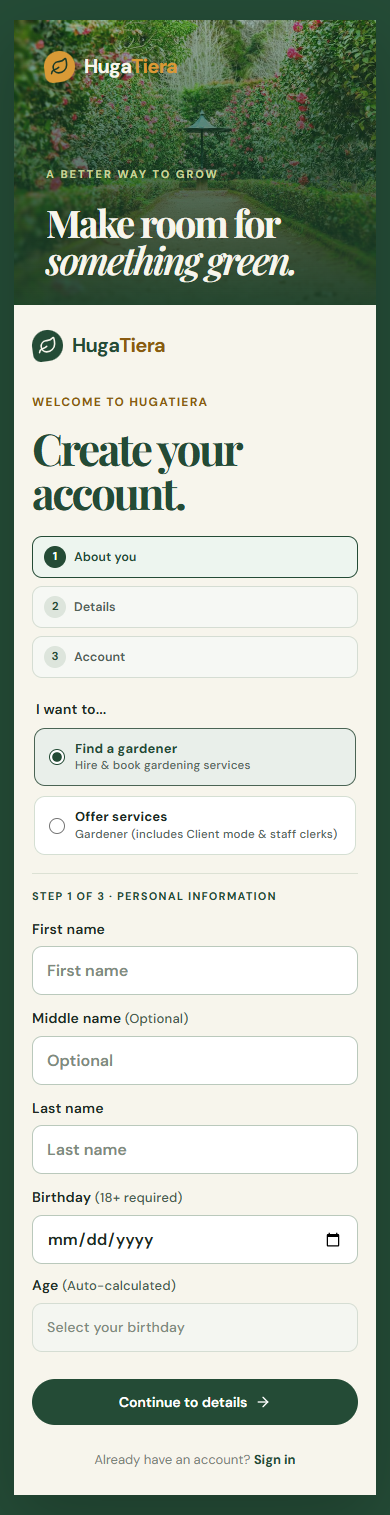 HugaTiera
A BETTER WAY TO GROW
Make room for
something green.
HugaTiera
WELCOME TO HUGATIERA
Create your
account.
1 About you
2 Details
3 Account
I want to...
Find a gardener
Hire & book gardening services
Offer services
Gardener (includes Client mode & staff clerks)
STEP 1 OF 3 · PERSONAL INFORMATION
First name
First name
Middle name (Optional)
Optional
Last name
Last name
Birthday (18+ required)
mm/dd/yyyy
Age (Auto-calculated)
Select your birthday
Continue to details →
Already have an account? Sign in